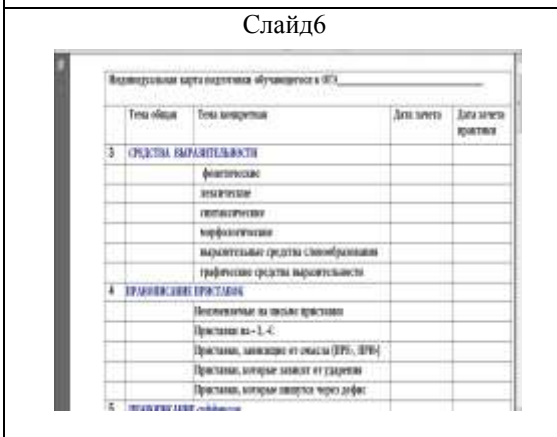 Слайд6
Индивидуальная карта подготовки обучающегося к ОГЭ
Тема общая Тема конкретная Дата зачета Дата зачета практики
3 СРЕДСТВА ВЫРАЗИТЕЛЬНОСТИ
фонетические
лексические
синтаксические
морфологические
выразительные средства словообразования
графические средства выразительности
4 ПРАВОПИСАНИЕ ПРИСТАВОК
Неизменяемые на письме приставки
Приставки на –З, -С
Приставки, зависящие от смысла (ПРЕ-, ПРИ-)
Приставки, которые зависят от ударения
Приставки, которые пишутся через дефис
5 ПРАВОПИСАНИЕ суффиксов